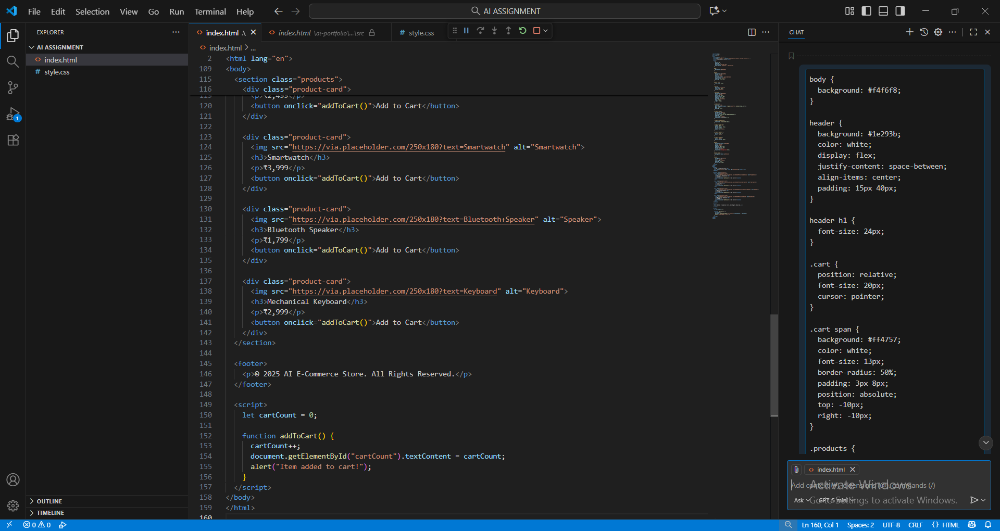 File Edit Selection View Go Run Terminal Help
AI ASSIGNMENT
EXPLORER
AI ASSIGNMENT
index.html
style.css
OUTLINE
TIMELINE
1
index.html .\
index.html \ai-portfolio\...\src
style.css
index.html > ...
2 <html lang="en">
109 <body>
115 <section class="products">
116 <div class="product-card">
119 <p>₹2,499</p>
120 <button onclick="addToCart()">Add to Cart</button>
121 </div>
122
123 <div class="product-card">
124 <img src="https://via.placeholder.com/250x180?text=Smartwatch" alt="Smartwatch">
125 <h3>Smartwatch</h3>
126 <p>₹3,999</p>
127 <button onclick="addToCart()">Add to Cart</button>
128 </div>
129
130 <div class="product-card">
131 <img src="https://via.placeholder.com/250x180?text=Bluetooth+Speaker" alt="Speaker">
132 <h3>Bluetooth Speaker</h3>
133 <p>₹1,799</p>
134 <button onclick="addToCart()">Add to Cart</button>
135 </div>
136
137 <div class="product-card">
138 <img src="https://via.placeholder.com/250x180?text=Keyboard" alt="Keyboard">
139 <h3>Mechanical Keyboard</h3>
140 <p>₹2,999</p>
141 <button onclick="addToCart()">Add to Cart</button>
142 </div>
143 </section>
144
145 <footer>
146 <p>© 2025 AI E-Commerce Store. All Rights Reserved.</p>
147 </footer>
148
149 <script>
150 let cartCount = 0;
151
152 function addToCart() {
153 cartCount++;
154 document.getElementById("cartCount").textContent = cartCount;
155 alert("Item added to cart!");
156 }
157 </script>
158 </body>
159 </html>
160
CHAT
body {
background: #f4f6f8;
}
header {
background: #1e293b;
color: white;
display: flex;
justify-content: space-between;
align-items: center;
padding: 15px 40px;
}
header h1 {
font-size: 24px;
}
.cart {
position: relative;
font-size: 20px;
cursor: pointer;
}
.cart span {
background: #ff4757;
color: white;
font-size: 13px;
border-radius: 50%;
padding: 3px 8px;
position: absolute;
top: -10px;
right: -10px;
}
.products {
index.html
Add context (#), extensions (@), commands (/)
Ask GPT-5 mini
Activate Windows
Go to Settings to activate Windows.
0 0
Ln 160, Col 1 Spaces: 2 UTF-8 CRLF {} HTML